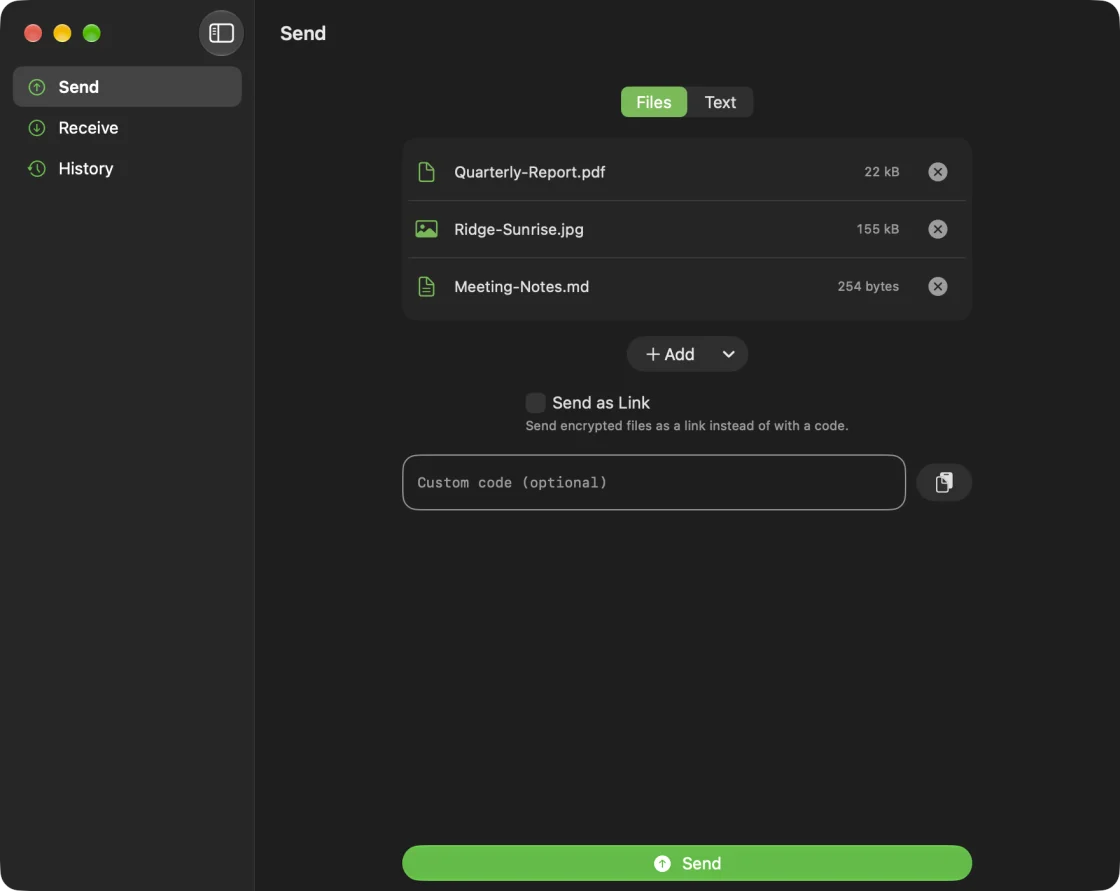 Send
Send
Receive
History
Files Text
Quarterly-Report.pdf 22 kB
Ridge-Sunrise.jpg 155 kB
Meeting-Notes.md 254 bytes
Add
Send as Link
Send encrypted files as a link instead of with a code.
Custom code (optional)
Send